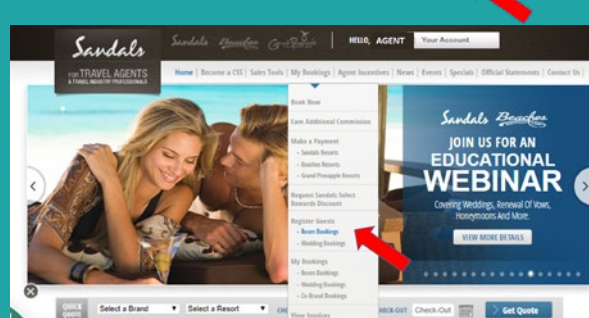 Sandals
FOR TRAVEL AGENTS
& TRAVEL INDUSTRY PROFESSIONALS
Sandals Beaches Grand Pineapple
HELLO, AGENT
Your Account
Home | Become a CSS | Sales Tools | My Bookings | Agent Incentives | News | Events | Specials | Official Statements | Contact Us |
Book Now
Earn Additional Commission
Make a Payment
- Sandals Resorts
- Beaches Resorts
- Grand Pineapple Resorts
Request Sandals Select
Rewards Discount
Register Guests
- Room Bookings
- Wedding Bookings
My Bookings
- Room Bookings
- Wedding Bookings
- Co-Brand Bookings
View Invoices
Sandals Beaches
JOIN US FOR AN
EDUCATIONAL
WEBINAR
Covering Weddings, Renewal Of Vows,
Honeymoons And More.
VIEW MORE DETAILS
QUICK
QUOTE
Select a Brand
Select a Resort
CHECK-OUT
Check-Out
Get Quote